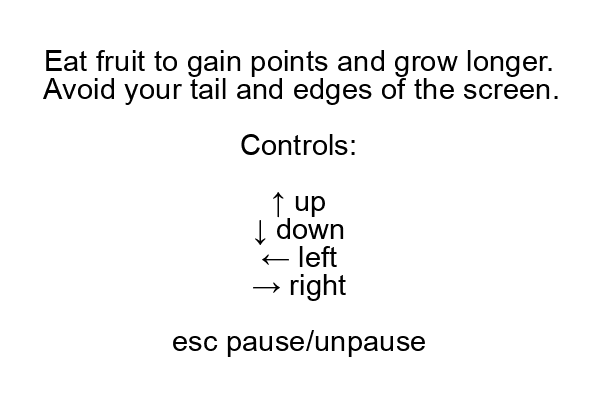 Eat fruit to gain points and grow longer.
Avoid your tail and edges of the screen.
Controls:
↑ up
↓ down
← left
→ right
esc pause/unpause